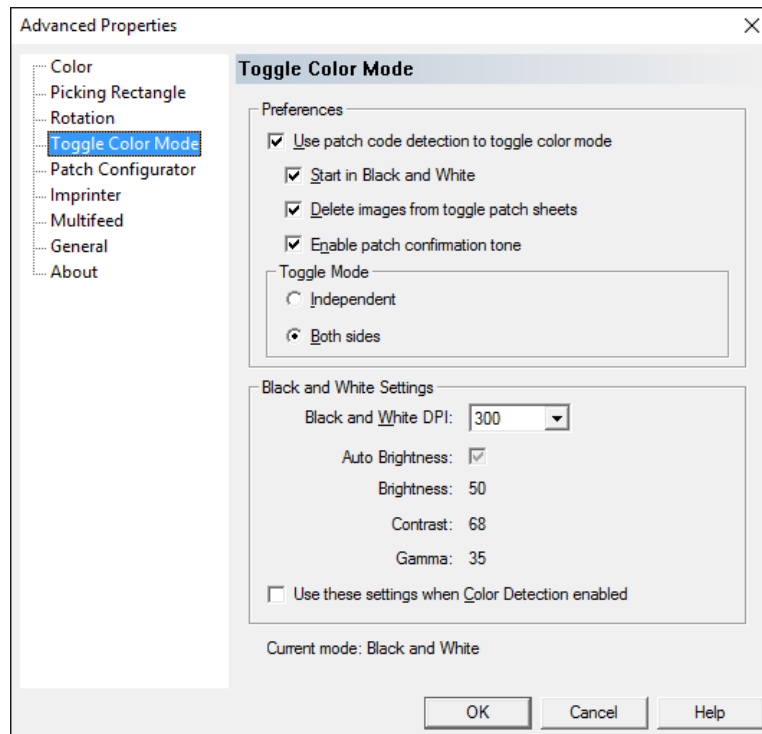 Advanced Properties
Color
Picking Rectangle
Rotation
Toggle Color Mode
Patch Configurator
Imprinter
Multifeed
General
About
Toggle Color Mode
Preferences
Use patch code detection to toggle color mode
Start in Black and White
Delete images from toggle patch sheets
Enable patch confirmation tone
Toggle Mode
Independent
Both sides
Black and White Settings
Black and White DPI: 300
Auto Brightness:
Brightness: 50
Contrast: 68
Gamma: 35
Use these settings when Color Detection enabled
Current mode: Black and White
OK Cancel Help